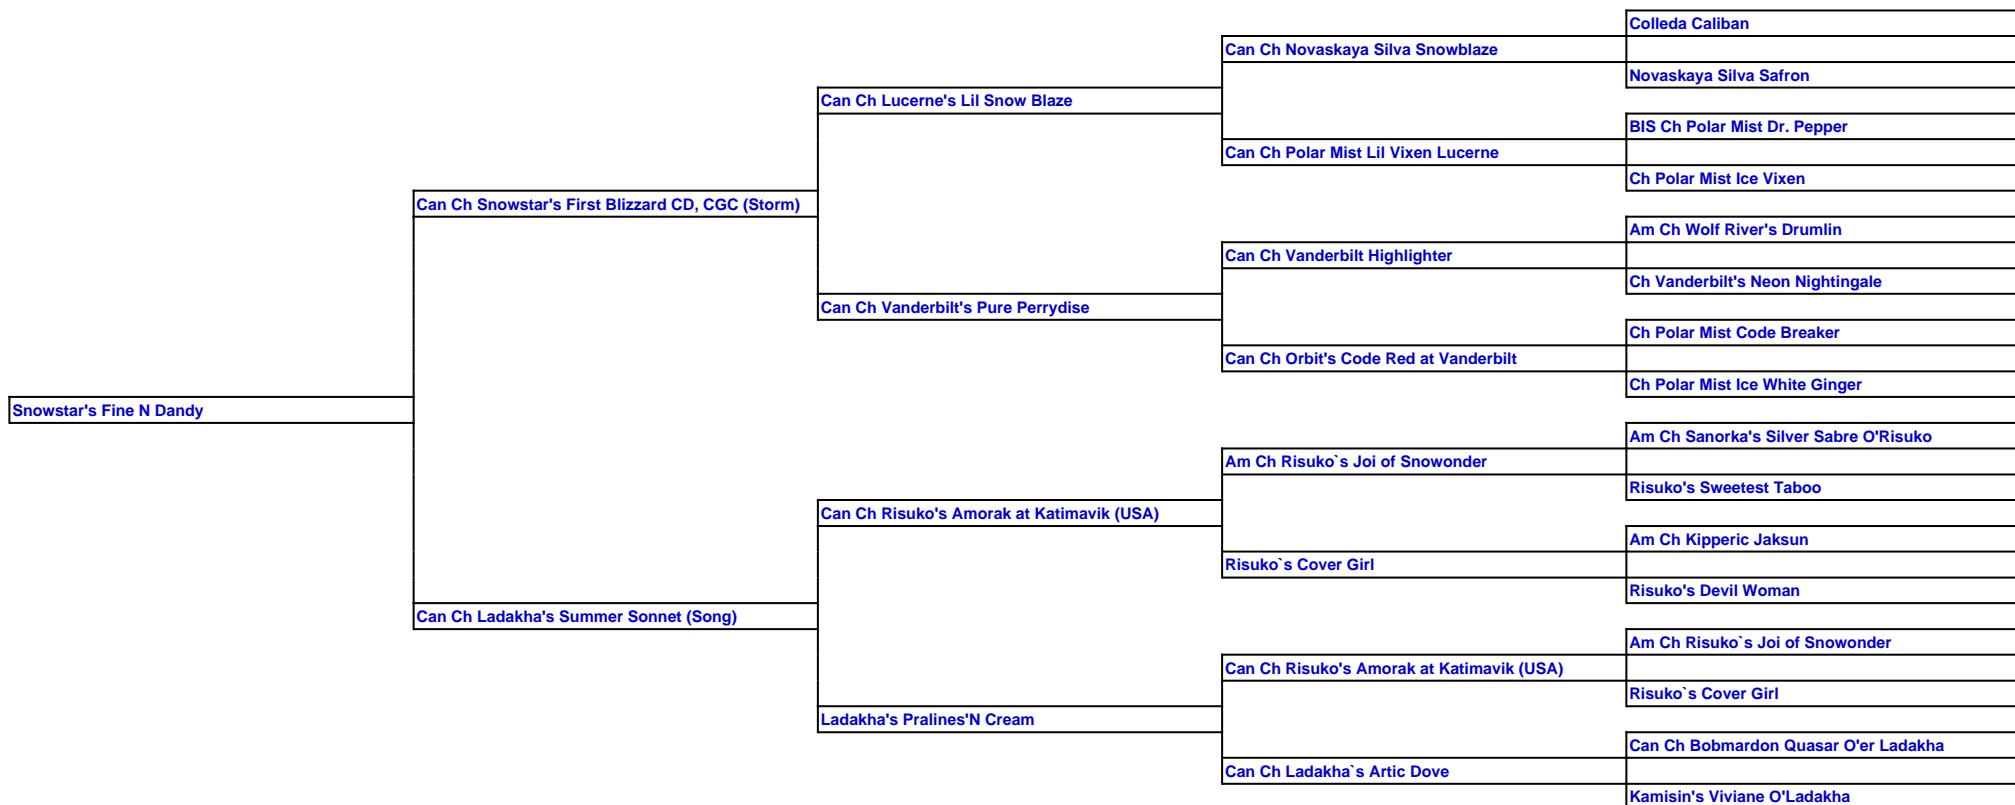 Colleda Caliban
Can Ch Novaskaya Silva Snowblaze
Novaskaya Silva Safron
Can Ch Lucerne's Lil Snow Blaze
BIS Ch Polar Mist Dr. Pepper
Can Ch Polar Mist Lil Vixen Lucerne
Ch Polar Mist Ice Vixen
Can Ch Snowstar's First Blizzard CD, CGC (Storm)
Am Ch Wolf River's Drumlin
Can Ch Vanderbilt Highlighter
Ch Vanderbilt's Neon Nightingale
Can Ch Vanderbilt's Pure Perrydise
Ch Polar Mist Code Breaker
Can Ch Orbit's Code Red at Vanderbilt
Ch Polar Mist Ice White Ginger
Snowstar's Fine N Dandy
Am Ch Sanorka's Silver Sabre O'Risuko
Am Ch Risuko`s Joi of Snowonder
Risuko's Sweetest Taboo
Can Ch Risuko's Amorak at Katimavik (USA)
Am Ch Kipperic Jaksun
Risuko`s Cover Girl
Risuko's Devil Woman
Can Ch Ladakha's Summer Sonnet (Song)
Am Ch Risuko`s Joi of Snowonder
Can Ch Risuko's Amorak at Katimavik (USA)
Risuko`s Cover Girl
Ladakha's Pralines'N Cream
Can Ch Bobmardon Quasar O'er Ladakha
Can Ch Ladakha`s Artic Dove
Kamisin's Viviane O'Ladakha